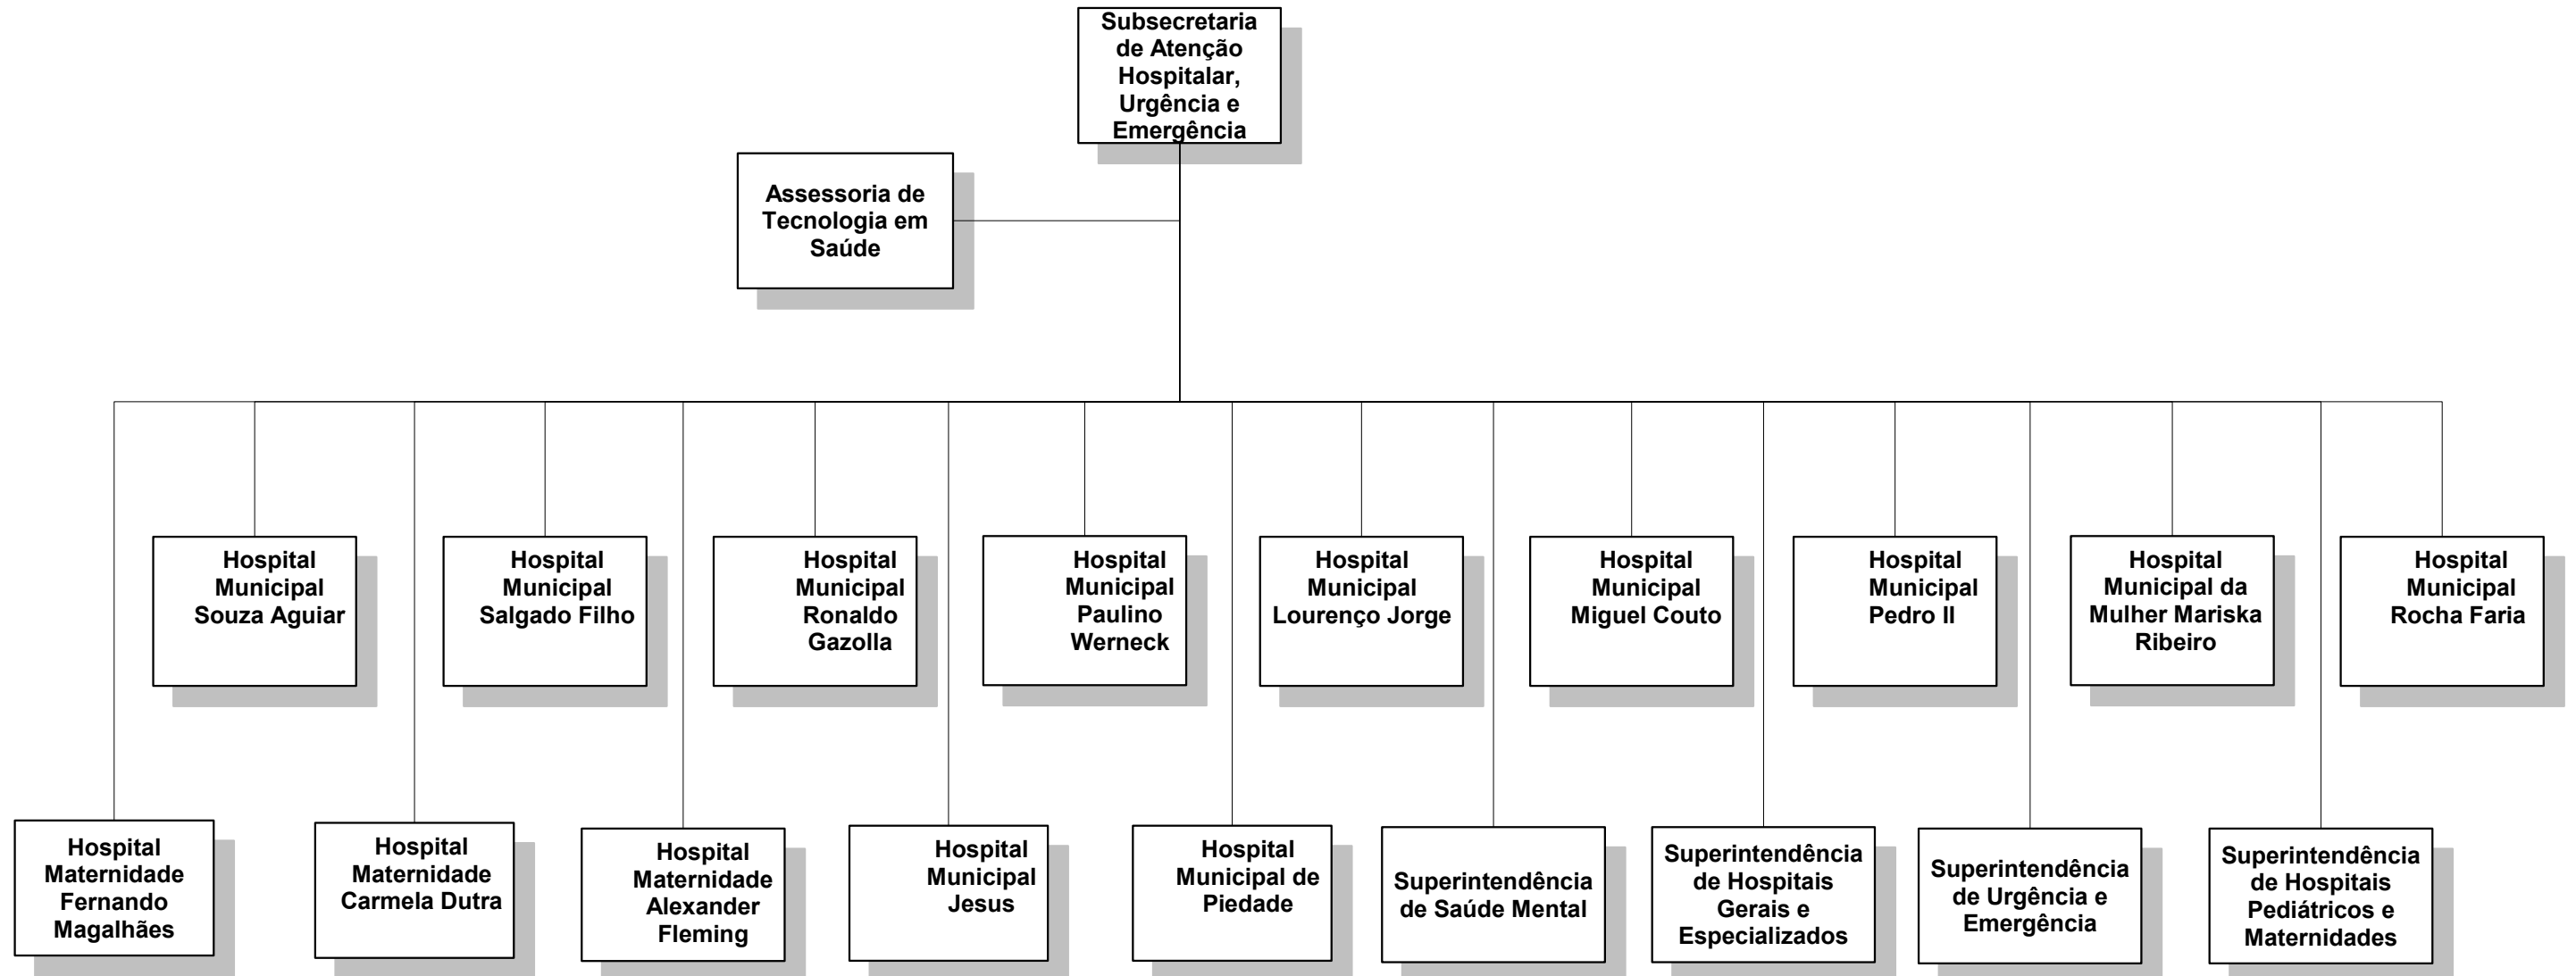 Subsecretaria
de Atenção
Hospitalar,
Urgência e
Emergência
Assessoria de
Tecnologia em
Saúde
Hospital
Municipal
Souza Aguiar
Hospital
Municipal
Salgado Filho
Hospital
Municipal
Ronaldo
Gazolla
Hospital
Municipal
Paulino
Werneck
Hospital
Municipal
Lourenço Jorge
Hospital
Municipal
Miguel Couto
Hospital
Municipal
Pedro II
Hospital
Municipal da
Mulher Mariska
Ribeiro
Hospital
Municipal
Rocha Faria
Hospital
Maternidade
Fernando
Magalhães
Hospital
Maternidade
Carmela Dutra
Hospital
Maternidade
Alexander
Fleming
Hospital
Municipal
Jesus
Hospital
Municipal de
Piedade
Superintendência
de Saúde Mental
Superintendência
de Hospitais
Gerais e
Especializados
Superintendência
de Urgência e
Emergência
Superintendência
de Hospitais
Pediátricos e
Maternidades